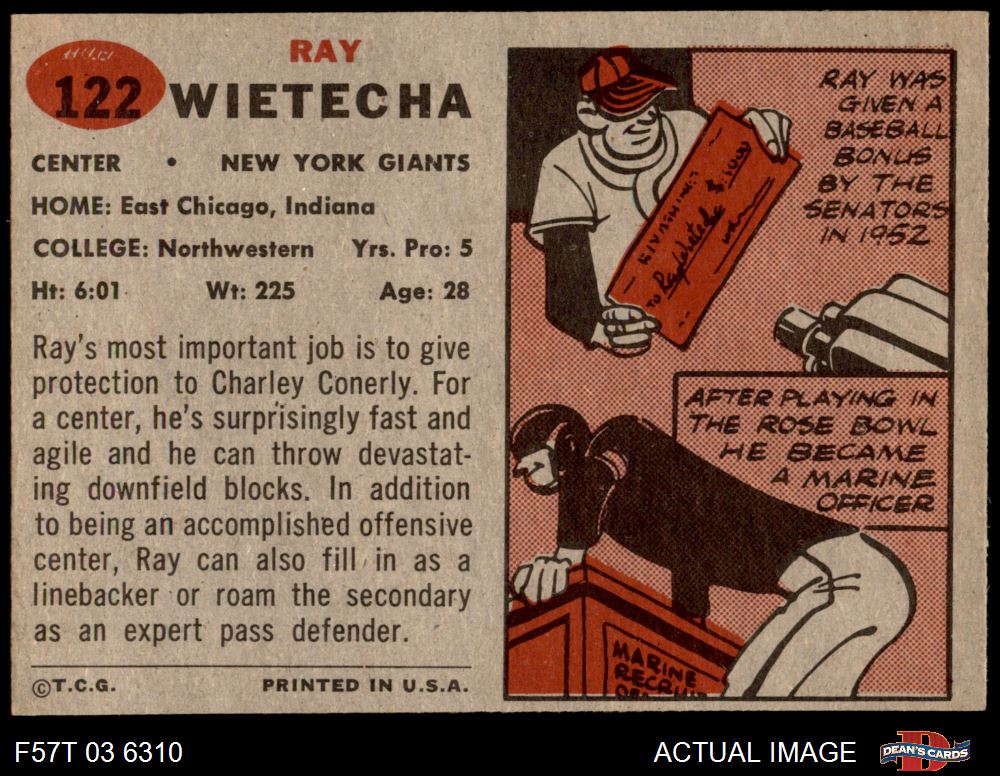 RAY
122 WIETECHA
CENTER • NEW YORK GIANTS
HOME: East Chicago, Indiana
COLLEGE: Northwestern Yrs. Pro: 5
Ht: 6:01 Wt: 225 Age: 28
Ray's most important job is to give
protection to Charley Conerly. For
a center, he's surprisingly fast and
agile and he can throw devastat-
ing downfield blocks. In addition
to being an accomplished offensive
center, Ray can also fill in as a
linebacker or roam the secondary
as an expert pass defender.
©T.C.G. PRINTED IN U.S.A.
RAY WAS
GIVEN A
BASEBALL
BONUS
BY THE
SENATORS
IN 1952
TO Ray Wietecha
AFTER PLAYING IN
THE ROSE BOWL
HE BECAME
A MARINE
OFFICER
MARINE
F57T 03 6310
ACTUAL IMAGE
DEAN'S CARDS